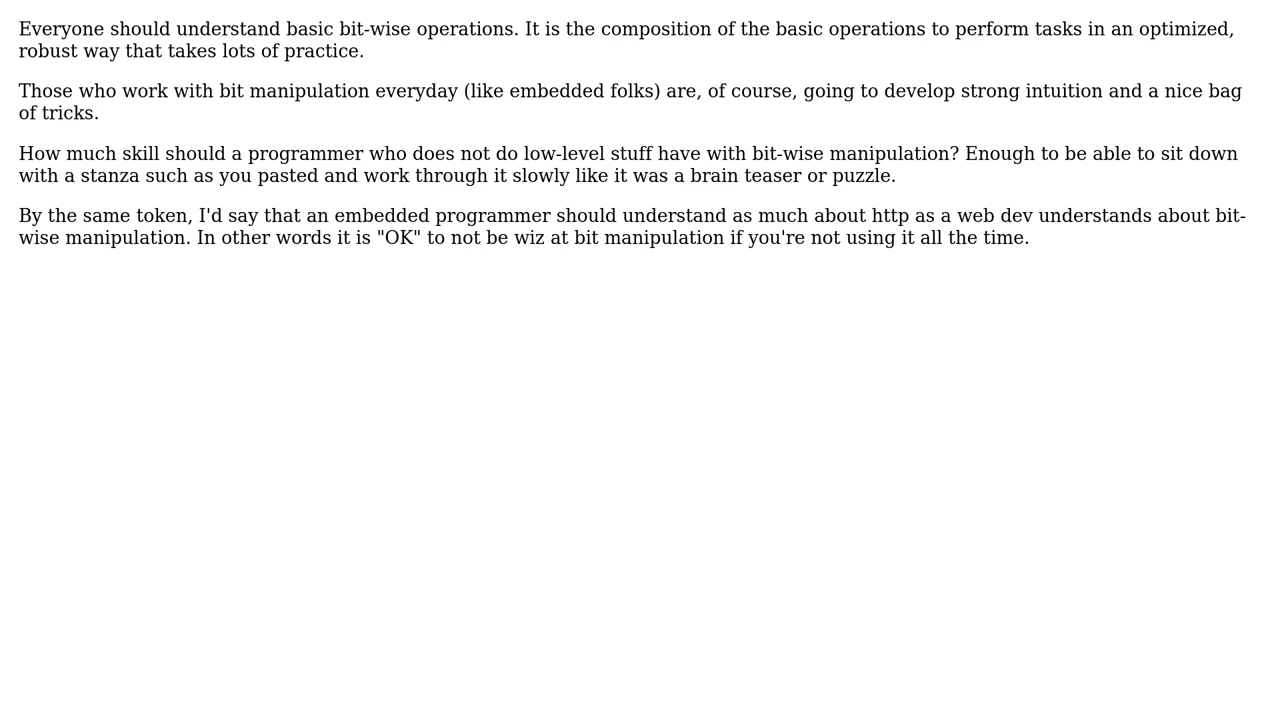 Everyone should understand basic bit-wise operations. It is the composition of the basic operations to perform tasks in an optimized,
robust way that takes lots of practice.
Those who work with bit manipulation everyday (like embedded folks) are, of course, going to develop strong intuition and a nice bag
of tricks.
How much skill should a programmer who does not do low-level stuff have with bit-wise manipulation? Enough to be able to sit down
with a stanza such as you pasted and work through it slowly like it was a brain teaser or puzzle.
By the same token, I'd say that an embedded programmer should understand as much about http as a web dev understands about bit-
wise manipulation. In other words it is "OK" to not be wiz at bit manipulation if you're not using it all the time.